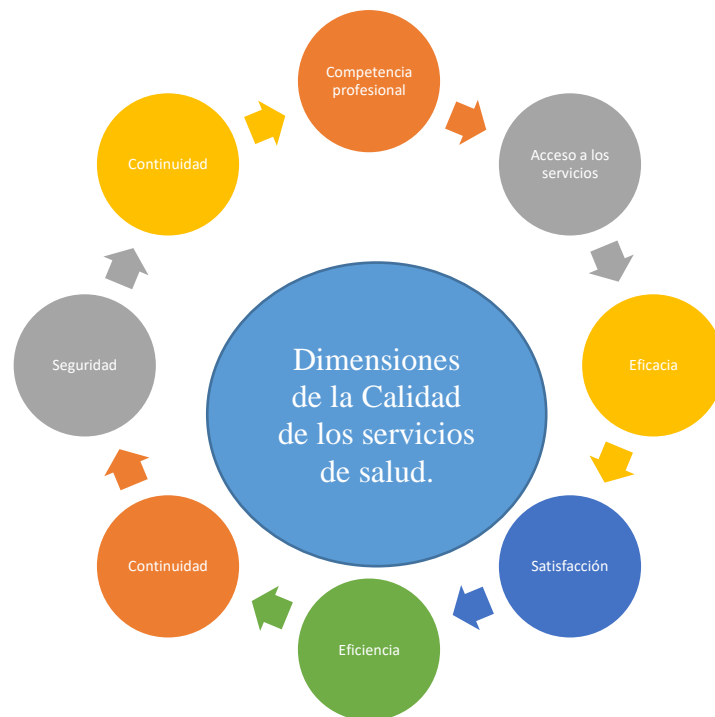 Competencia
profesional
Acceso a los
servicios
Eficacia
Satisfacción
Eficiencia
Continuidad
Seguridad
Continuidad
Dimensiones
de la Calidad
de los servicios
de salud.